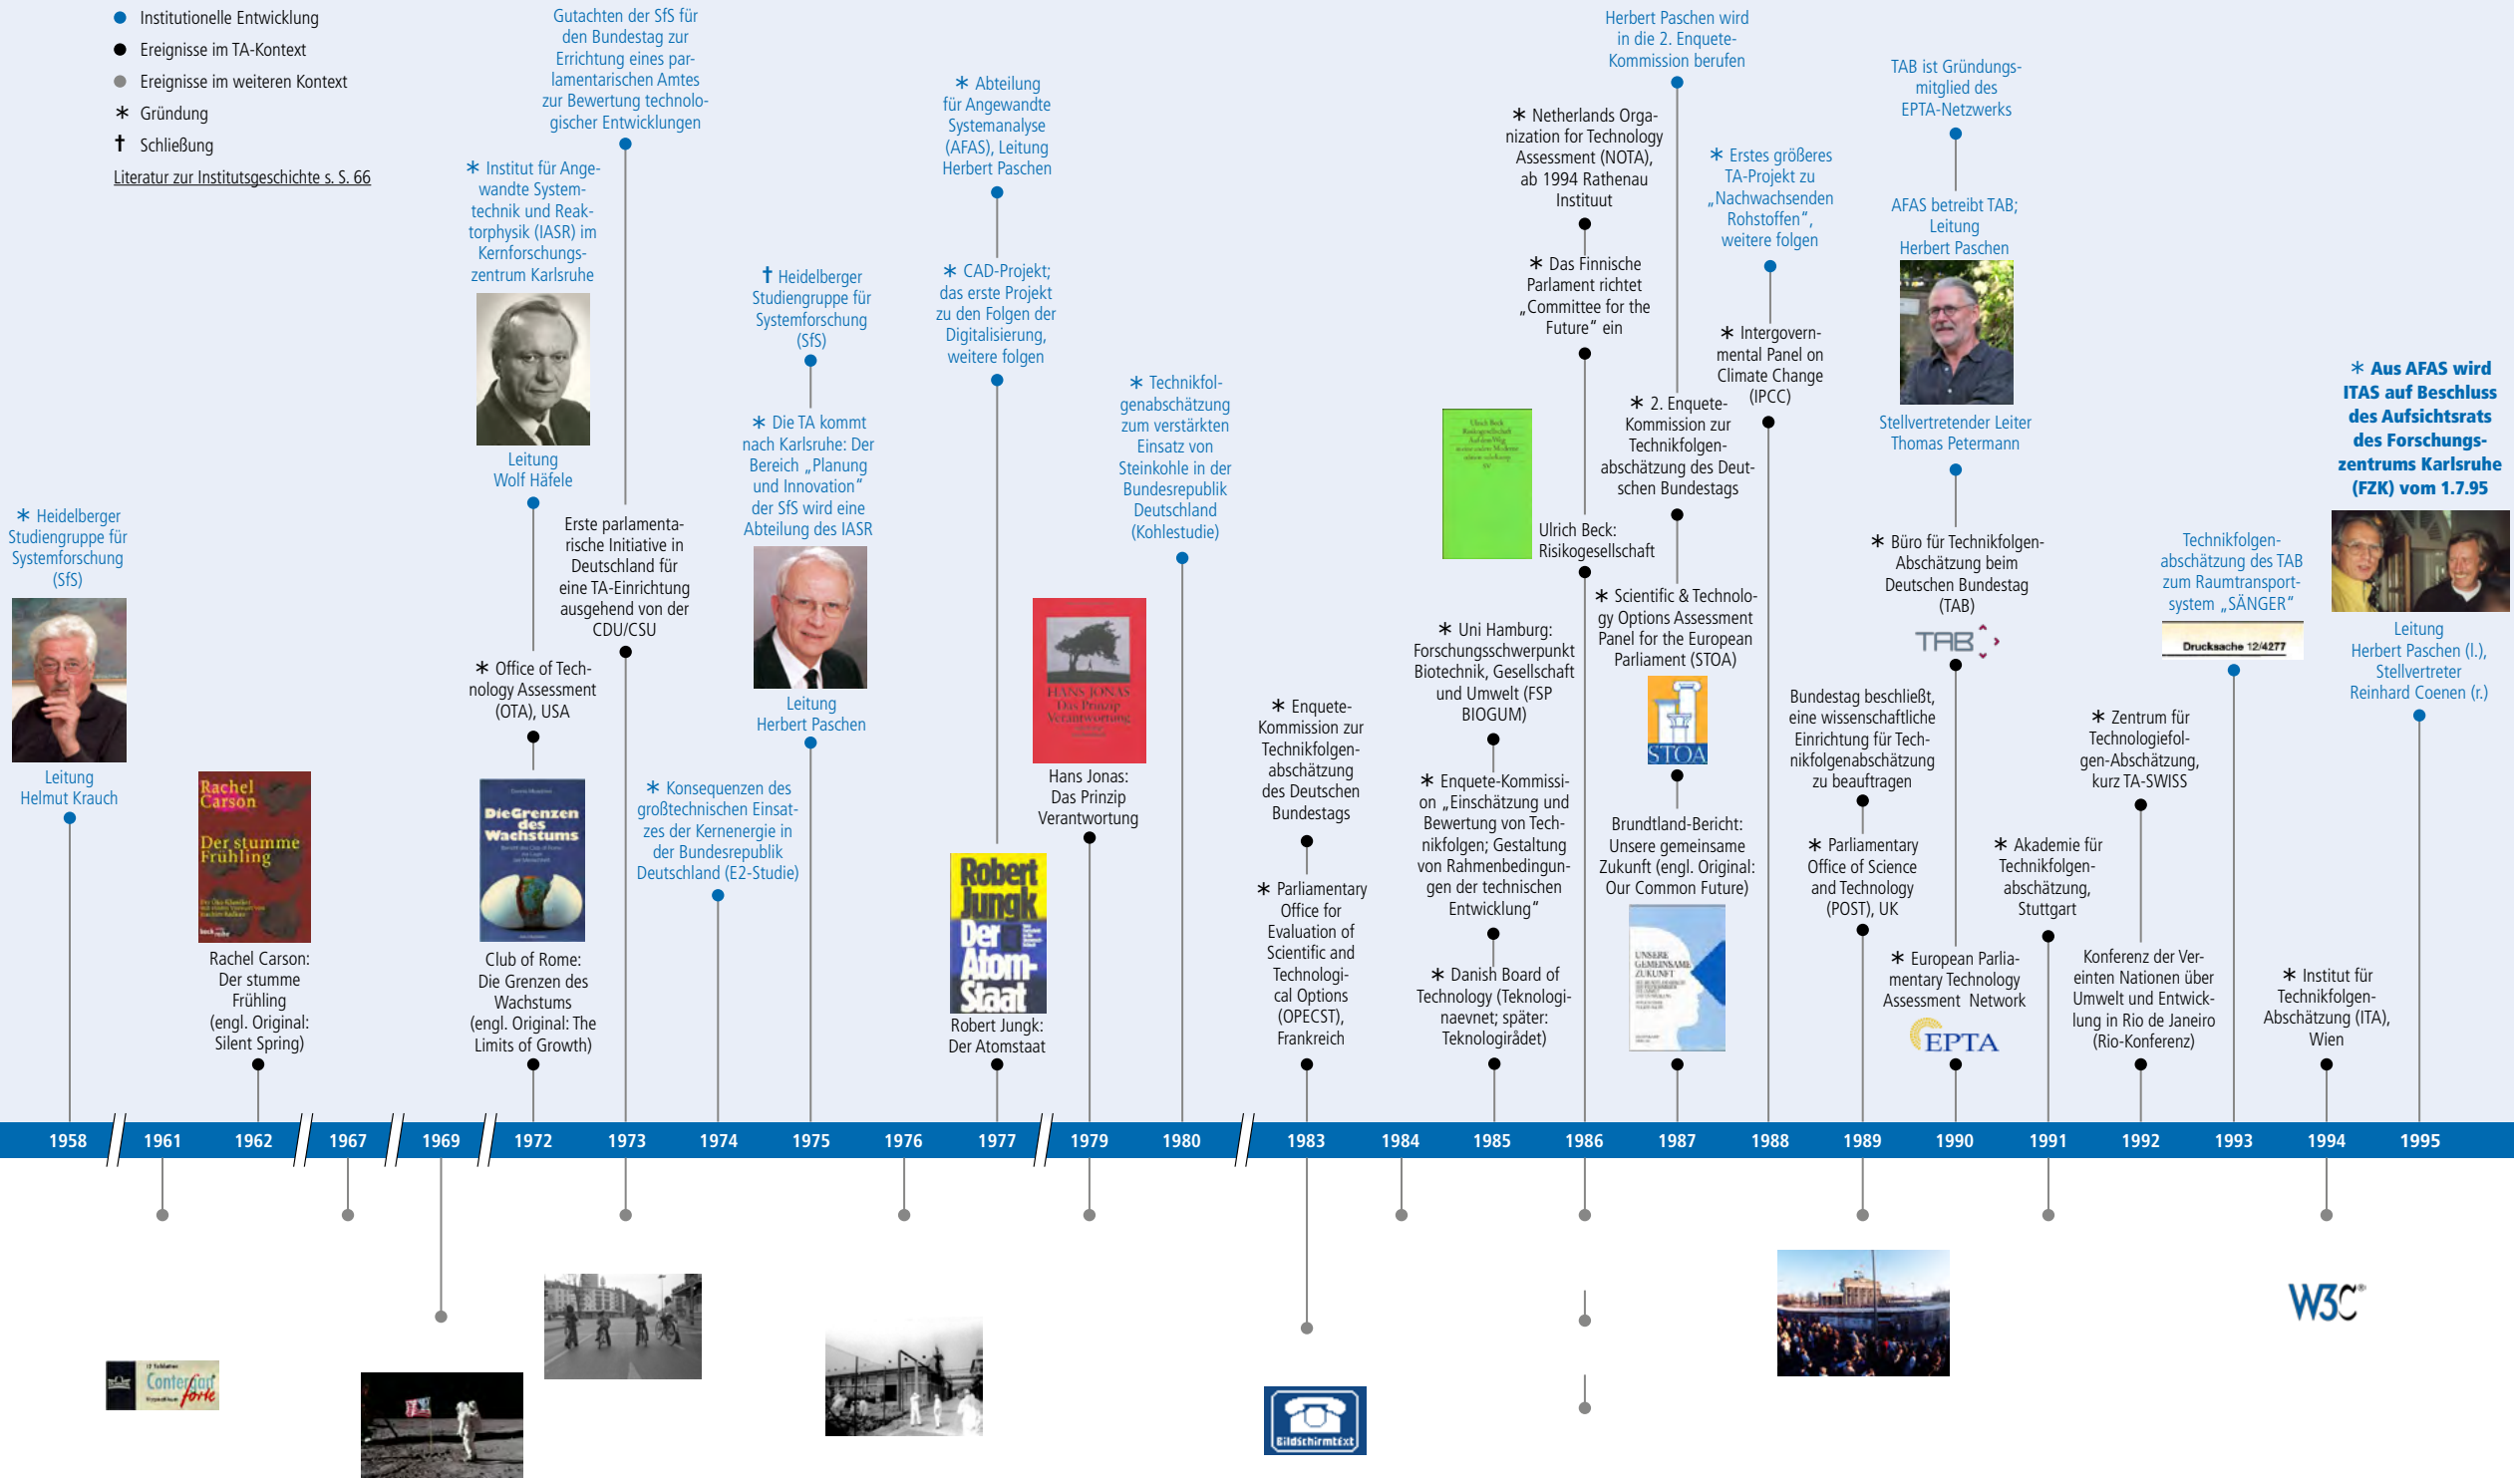 Institutionelle Entwicklung
Ereignisse im TA-Kontext
Ereignisse im weiteren Kontext
* Gründung
† Schließung
Literatur zur Institutsgeschichte s. S. 66
* Heidelberger
Studiengruppe für
Systemforschung
(SfS)
Leitung
Helmut Krauch
Rachel
Carson
Der stumme
Frühling
Rachel Carson:
Der stumme
Frühling
(engl. Original:
Silent Spring)
* Institut für Ange-
wandte System-
technik und Reak-
torphysik (IASR) im
Kernforschungs-
zentrum Karlsruhe
Leitung
Wolf Häfele
* Office of Tech-
nology Assessment
(OTA), USA
Die Grenzen
des
Wachstums
Club of Rome:
Die Grenzen des
Wachstums
(engl. Original: The
Limits of Growth)
Gutachten der SfS für
den Bundestag zur
Errichtung eines par-
lamentarischen Amtes
zur Bewertung technolo-
gischer Entwicklungen
Erste parlamenta-
rische Initiative in
Deutschland für
eine TA-Einrichtung
ausgehend von der
CDU/CSU
* Konsequenzen des
großtechnischen Einsat-
zes der Kernenergie in
der Bundesrepublik
Deutschland (E2-Studie)
† Heidelberger
Studiengruppe für
Systemforschung
(SfS)
* Die TA kommt
nach Karlsruhe: Der
Bereich „Planung
und Innovation“
der SfS wird eine
Abteilung des IASR
Leitung
Herbert Paschen
* Abteilung
für Angewandte
Systemanalyse
(AFAS), Leitung
Herbert Paschen
* CAD-Projekt;
das erste Projekt
zu den Folgen der
Digitalisierung,
weitere folgen
Robert
Jungk
Der
Atom-
Staat
Robert Jungk:
Der Atomstaat
HANS JONAS
Das Prinzip
Verantwortung
Hans Jonas:
Das Prinzip
Verantwortung
* Technikfol-
genabschätzung
zum verstärkten
Einsatz von
Steinkohle in der
Bundesrepublik
Deutschland
(Kohlestudie)
* Enquete-
Kommission zur
Technikfolgen-
abschätzung
des Deutschen
Bundestags
* Parliamentary
Office for
Evaluation of
Scientific and
Technologi-
cal Options
(OPECST),
Frankreich
* Uni Hamburg:
Forschungsschwerpunkt
Biotechnik, Gesellschaft
und Umwelt (FSP
BIOGUM)
* Enquete-Kommissi-
on „Einschätzung und
Bewertung von Tech-
nikfolgen; Gestaltung
von Rahmenbedingun-
gen der technischen
Entwicklung“
* Danish Board of
Technology (Teknologi-
naevnet; später:
Teknologirådet)
* Netherlands Orga-
nization for Technology
Assessment (NOTA),
ab 1994 Rathenau
Instituut
* Das Finnische
Parlament richtet
„Committee for the
Future“ ein
Ulrich Beck
Risikogesellschaft
Ulrich Beck:
Risikogesellschaft
Herbert Paschen wird
in die 2. Enquete-
Kommission berufen
* 2. Enquete-
Kommission zur
Technikfolgen-
abschätzung des Deut-
schen Bundestags
* Scientific & Technolo-
gy Options Assessment
Panel for the European
Parliament (STOA)
STOA
Brundtland-Bericht:
Unsere gemeinsame
Zukunft (engl. Original:
Our Common Future)
UNSERE
GEMEINSAME
ZUKUNFT
* Erstes größeres
TA-Projekt zu
„Nachwachsenden
Rohstoffen“,
weitere folgen
* Intergovern-
mental Panel on
Climate Change
(IPCC)
Bundestag beschließt,
eine wissenschaftliche
Einrichtung für Tech-
nikfolgenabschätzung
zu beauftragen
* Parliamentary
Office of Science
and Technology
(POST), UK
TAB ist Gründungs-
mitglied des
EPTA-Netzwerks
AFAS betreibt TAB;
Leitung
Herbert Paschen
Stellvertretender Leiter
Thomas Petermann
* Büro für Technikfolgen-
Abschätzung beim
Deutschen Bundestag
(TAB)
TAB
* European Parlia-
mentary Technology
Assessment Network
EPTA
* Akademie für
Technikfolgen-
abschätzung,
Stuttgart
* Zentrum für
Technologiefol-
gen-Abschätzung,
kurz TA-SWISS
Konferenz der Ver-
einten Nationen über
Umwelt und Entwick-
lung in Rio de Janeiro
(Rio-Konferenz)
Technikfolgen-
abschätzung des TAB
zum Raumtransport-
system „SÄNGER“
Drucksache 12/4277
* Institut für
Technikfolgen-
Abschätzung (ITA),
Wien
* Aus AFAS wird
ITAS auf Beschluss
des Aufsichtsrats
des Forschungs-
zentrums Karlsruhe
(FZK) vom 1.7.95
Leitung
Herbert Paschen (l.),
Stellvertreter
Reinhard Coenen (r.)
1958 1961 1962 1967 1969 1972 1973 1974 1975 1976 1977 1979 1980 1983 1984 1985 1986 1987 1988 1989 1990 1991 1992 1993 1994 1995
Contergan
forte
Bildschirmtext
W3C®